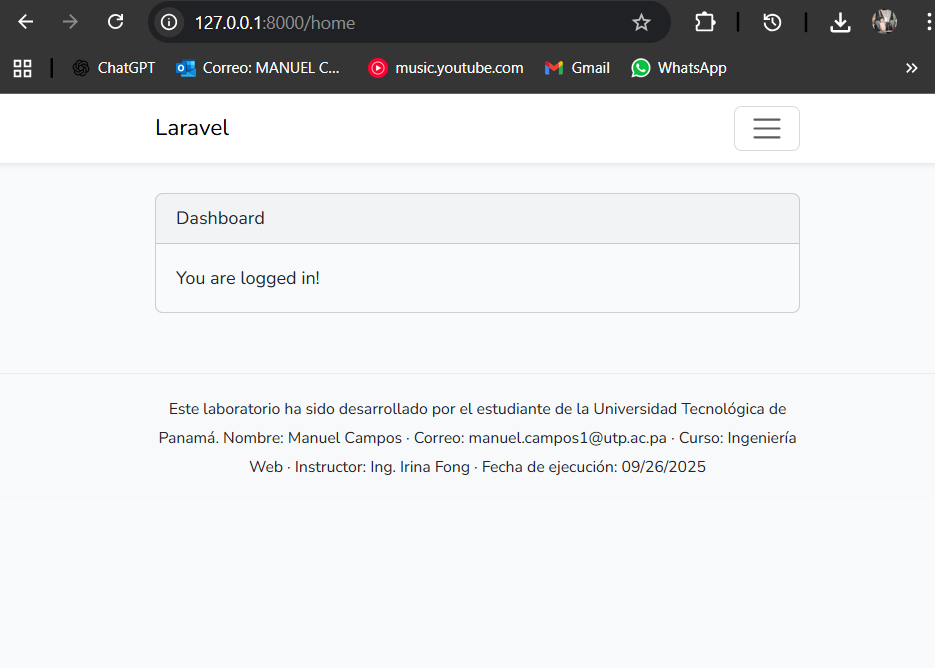 127.0.0.1:8000/home
ChatGPT
Correo: MANUEL C...
music.youtube.com
Gmail
WhatsApp
Laravel
Dashboard
You are logged in!
Este laboratorio ha sido desarrollado por el estudiante de la Universidad Tecnológica de
Panamá. Nombre: Manuel Campos · Correo: manuel.campos1@utp.ac.pa · Curso: Ingeniería
Web · Instructor: Ing. Irina Fong · Fecha de ejecución: 09/26/2025